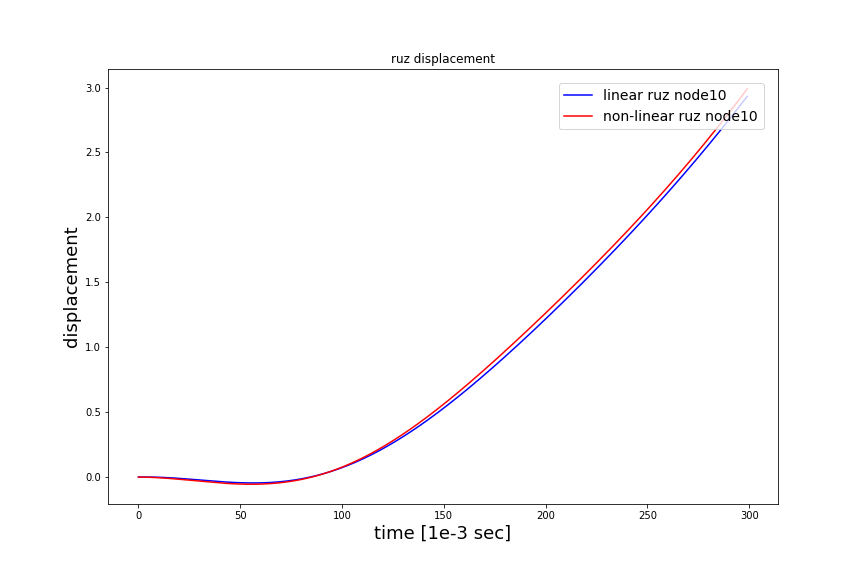 ruz displacement
linear ruz node10
non-linear ruz node10
3.0
2.5
2.0
1.5
1.0
0.5
0.0
displacement
0
50
100
150
200
250
300
time [1e-3 sec]